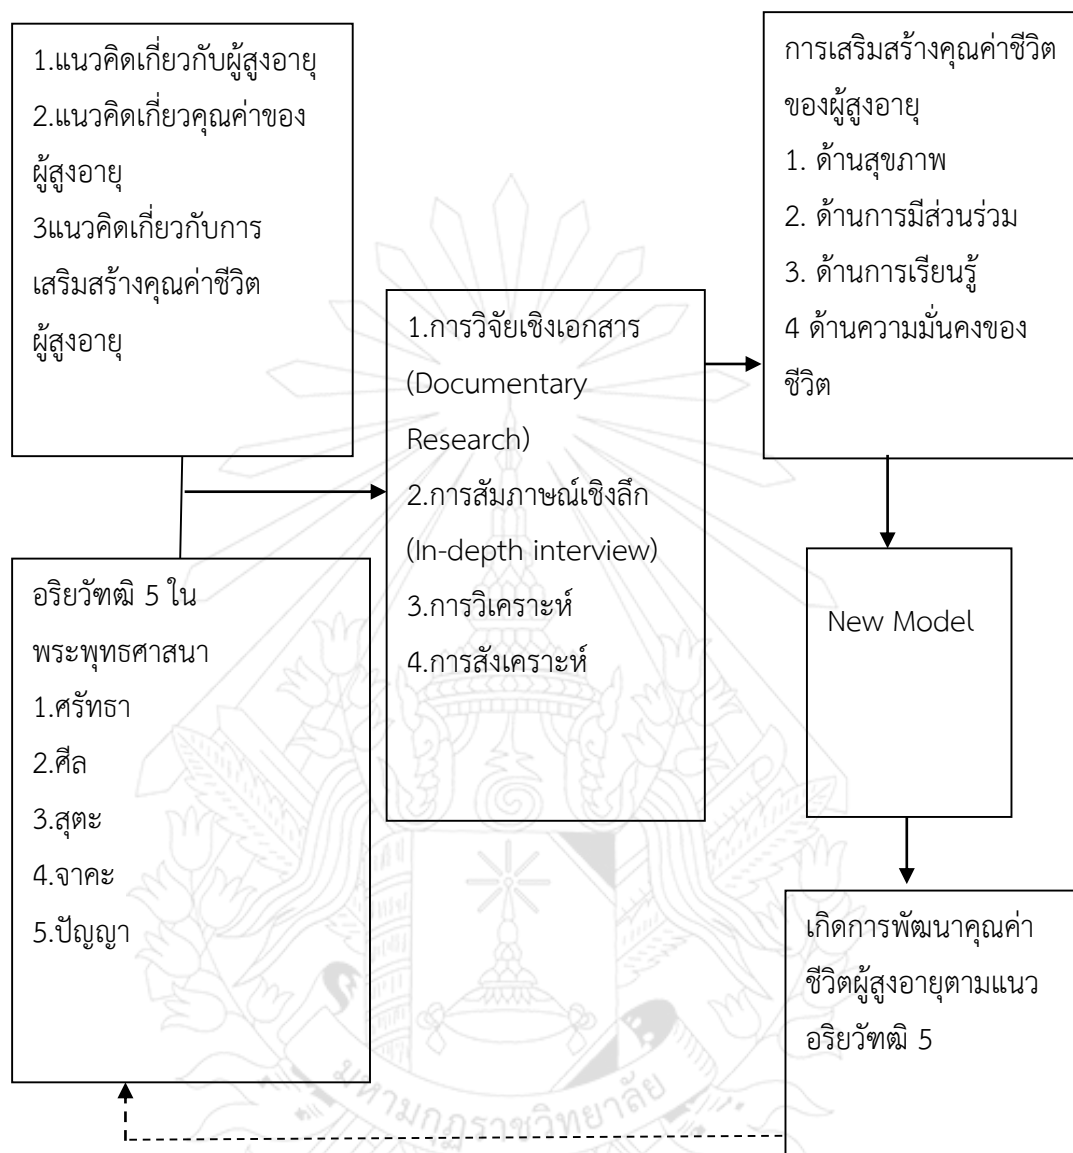 1.แนวคิดเกี่ยวกับผู้สูงอายุ
2.แนวคิดเกี่ยวคุณค่าของ
ผู้สูงอายุ
3แนวคิดเกี่ยวกับการ
เสริมสร้างคุณค่าชีวิต
ผู้สูงอายุ
อริยวัฑฒิ 5 ใน
พระพุทธศาสนา
1.ศรัทธา
2.ศีล
3.สุตะ
4.จาคะ
5.ปัญญา
1.การวิจัยเชิงเอกสาร
(Documentary
Research)
2.การสัมภาษณ์เชิงลึก
(In-depth interview)
3.การวิเคราะห์
4.การสังเคราะห์
การเสริมสร้างคุณค่าชีวิต
ของผู้สูงอายุ
1. ด้านสุขภาพ
2. ด้านการมีส่วนร่วม
3. ด้านการเรียนรู้
4 ด้านความมั่นคงของ
ชีวิต
New Model
เกิดการพัฒนาคุณค่า
ชีวิตผู้สูงอายุตามแนว
อริยวัฑฒิ 5
มหามกุฏราชวิทยาลัย